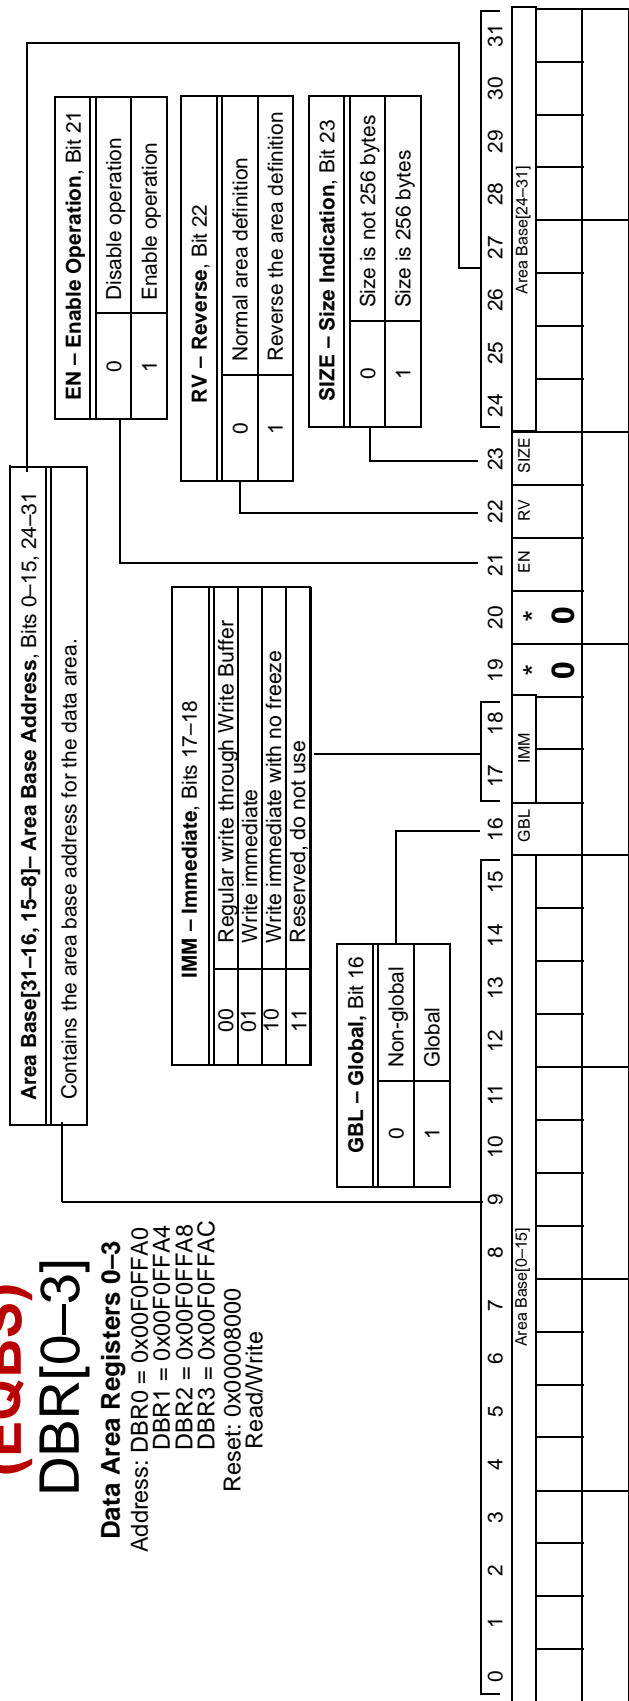 (EQBS)
DBR[0–3]
Data Area Registers 0–3
Address: DBR0 = 0x00F0FFA0
DBR1 = 0x00F0FFA4
DBR2 = 0x00F0FFA8
DBR3 = 0x00F0FFAC
Reset: 0x00008000
Read/Write
Area Base[31–16, 15–8]– Area Base Address, Bits 0–15, 24–31
Contains the area base address for the data area.
EN – Enable Operation, Bit 21
0 Disable operation
1 Enable operation
RV – Reverse, Bit 22
0 Normal area definition
1 Reverse the area definition
SIZE – Size Indication, Bit 23
0 Size is not 256 bytes
1 Size is 256 bytes
IMM – Immediate, Bits 17–18
00 Regular write through Write Buffer
01 Write immediate
10 Write immediate with no freeze
11 Reserved, do not use
GBL – Global, Bit 16
0 Non-global
1 Global
0 1 2 3 4 5 6 7 8 9 10 11 12 13 14 15 16 17 18 19 20 21 22 23 24 25 26 27 28 29 30 31
Area Base[0–15] GBL IMM * * EN RV SIZE Area Base[24–31]
0 0